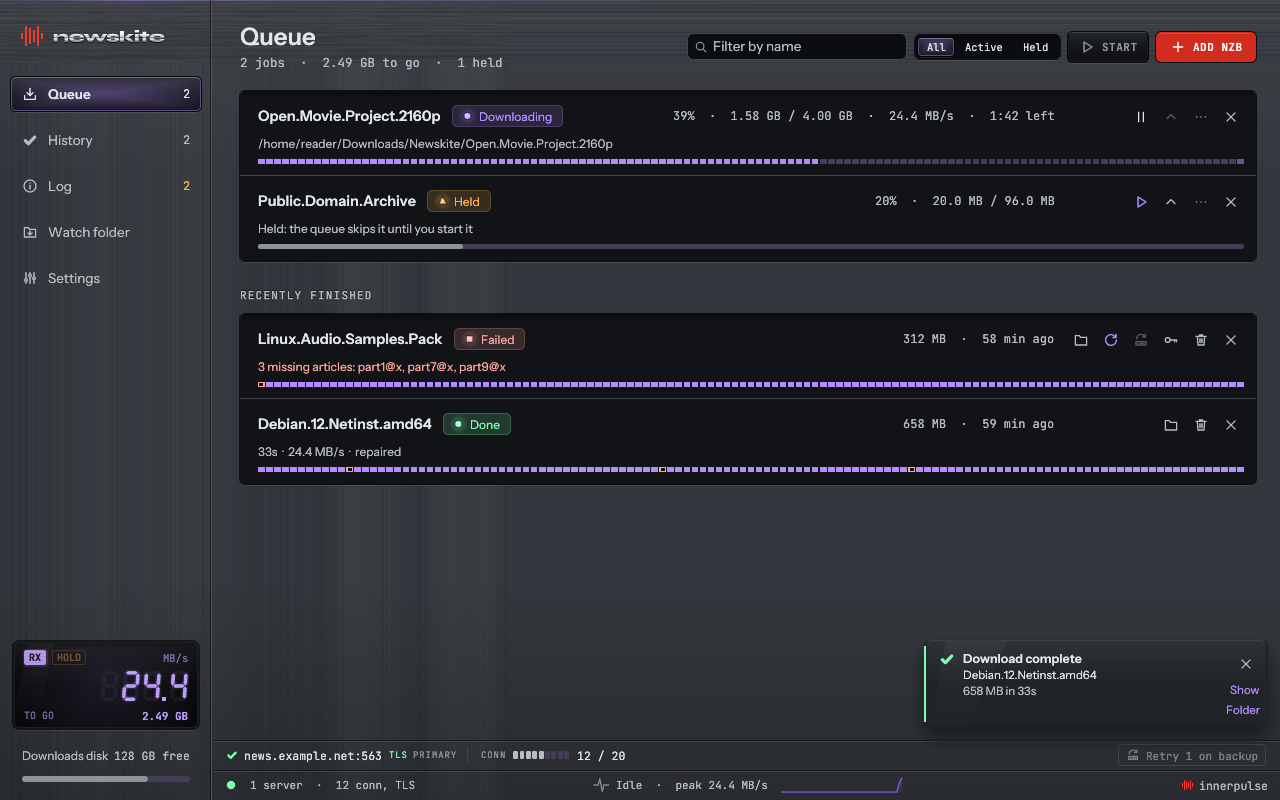 newskite
Queue 2
History 2
Log 2
Watch folder
Settings
RX HOLD MB/s
24.4
TO GO 2.49 GB
Downloads disk 128 GB free
Queue
2 jobs · 2.49 GB to go · 1 held
Filter by name
All Active Held
START
ADD NZB
Open.Movie.Project.2160p Downloading 39% · 1.58 GB / 4.00 GB · 24.4 MB/s · 1:42 left
/home/reader/Downloads/Newskite/Open.Movie.Project.2160p
Public.Domain.Archive Held 20% · 20.0 MB / 96.0 MB
Held: the queue skips it until you start it
RECENTLY FINISHED
Linux.Audio.Samples.Pack Failed 312 MB · 58 min ago
3 missing articles: part1@x, part7@x, part9@x
Debian.12.Netinst.amd64 Done 658 MB · 59 min ago
33s · 24.4 MB/s · repaired
Download complete
Debian.12.Netinst.amd64
658 MB in 33s
Show
Folder
news.example.net:563 TLS PRIMARY CONN 12 / 20 Retry 1 on backup
1 server · 12 conn, TLS Idle · peak 24.4 MB/s innerpulse